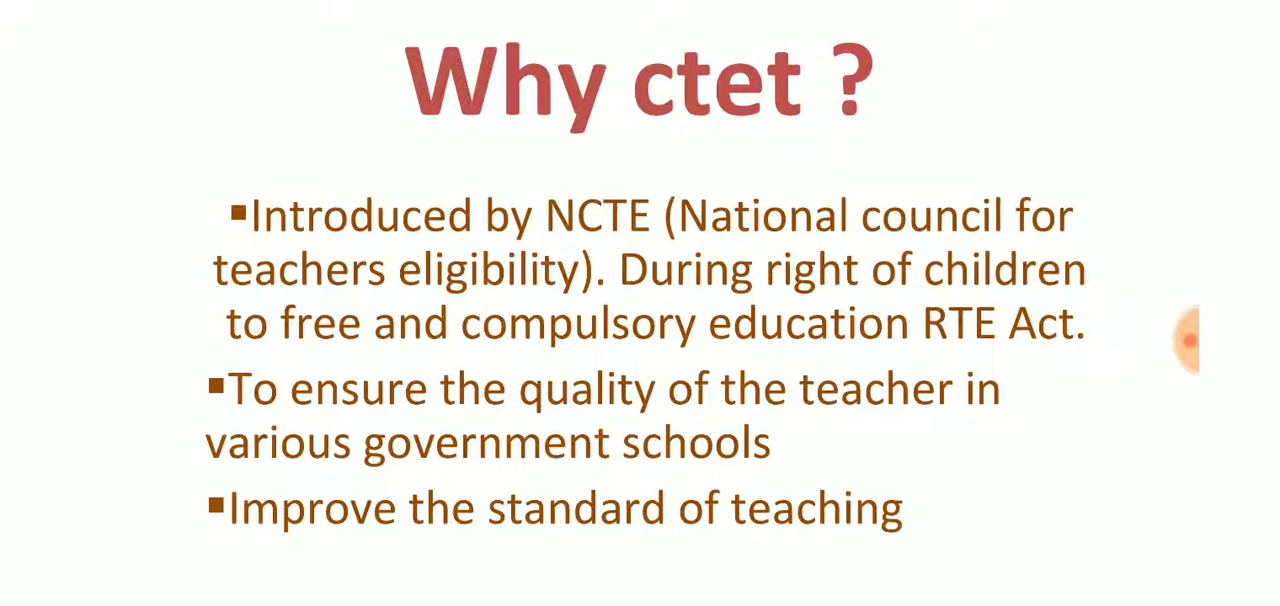 Why ctet ?
▪Introduced by NCTE (National council for
teachers eligibility). During right of children
to free and compulsory education RTE Act.
▪To ensure the quality of the teacher in
various government schools
▪Improve the standard of teaching